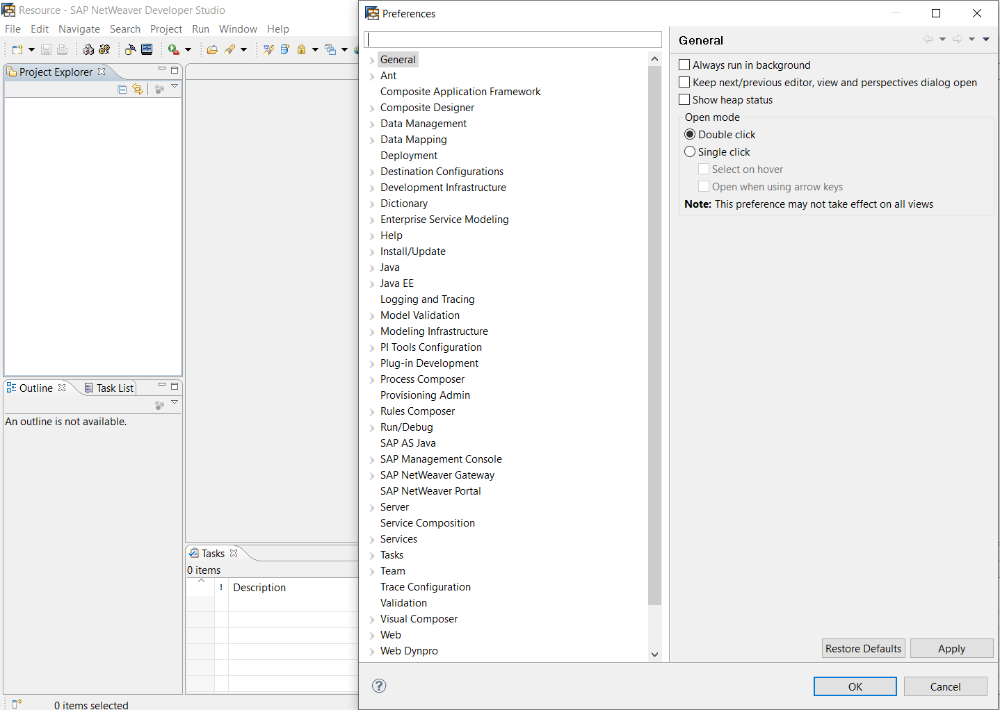 Resource - SAP NetWeaver Developer Studio
File Edit Navigate Search Project Run Window Help
Project Explorer
Outline
Task List
An outline is not available.
Tasks
0 items
! Description
0 items selected
Preferences
General
Ant
Composite Application Framework
Composite Designer
Data Management
Data Mapping
Deployment
Destination Configurations
Development Infrastructure
Dictionary
Enterprise Service Modeling
Help
Install/Update
Java
Java EE
Logging and Tracing
Model Validation
Modeling Infrastructure
PI Tools Configuration
Plug-in Development
Process Composer
Provisioning Admin
Rules Composer
Run/Debug
SAP AS Java
SAP Management Console
SAP NetWeaver Gateway
SAP NetWeaver Portal
Server
Service Composition
Services
Tasks
Team
Trace Configuration
Validation
Visual Composer
Web
Web Dynpro
General
Always run in background
Keep next/previous editor, view and perspectives dialog open
Show heap status
Open mode
Double click
Single click
Select on hover
Open when using arrow keys
Note: This preference may not take effect on all views
Restore Defaults Apply
OK Cancel